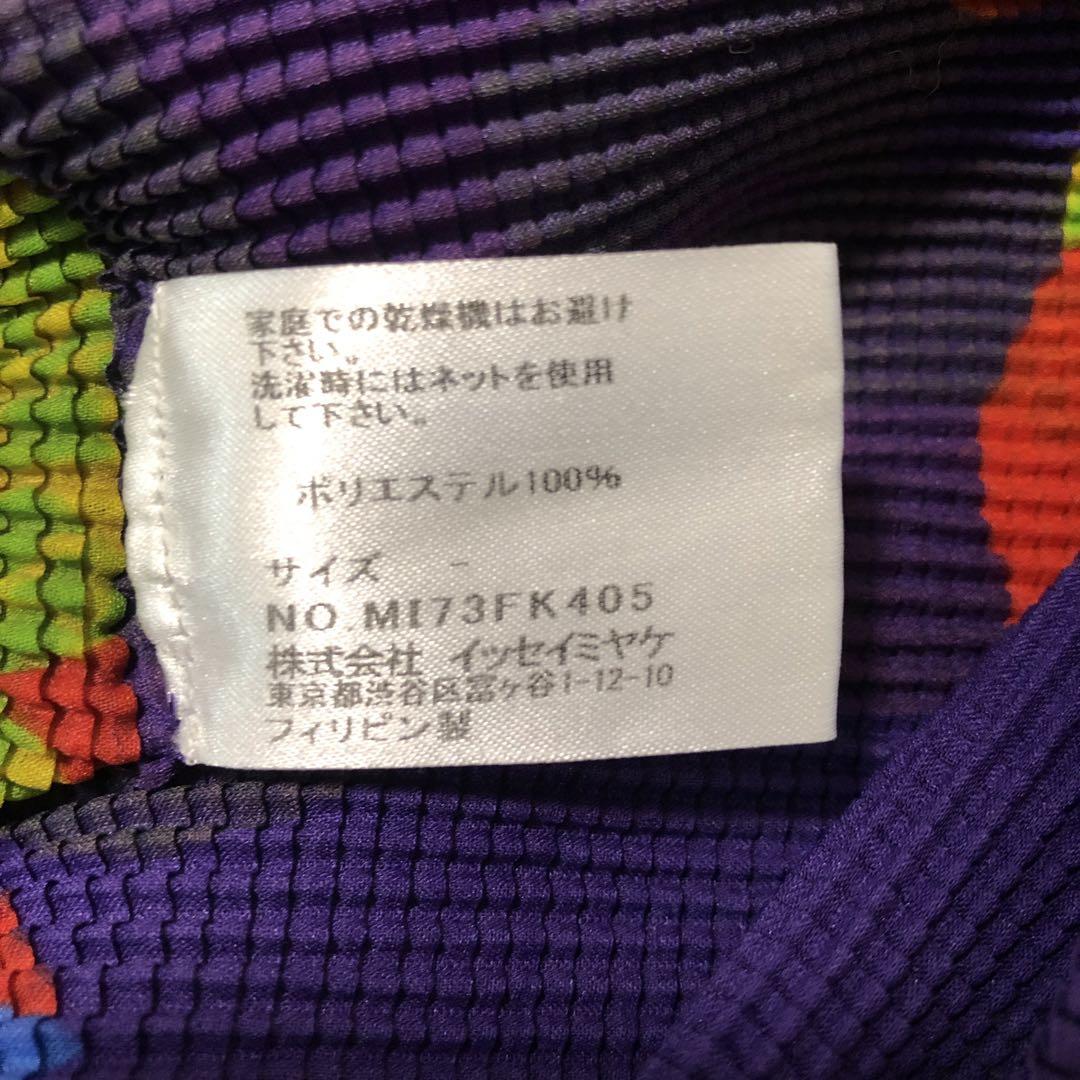 家庭での乾燥機はお避け
下さい。
洗濯時にはネットを使用
して下さい。
ポリエステル100%
サイズ -
NO.MI73FK405
株式会社 イッセイミヤケ
東京都渋谷区富ヶ谷1-12-10
フィリピン製